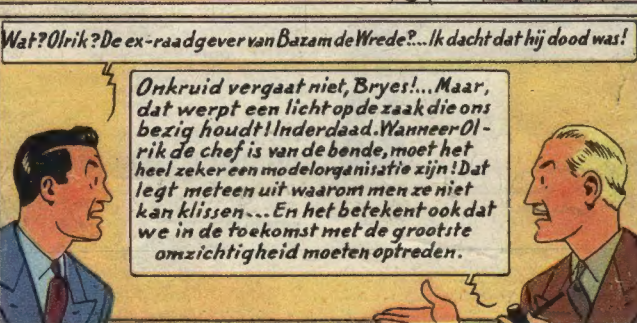 Wat? Olrik? De ex-raadgever van Bazam de Wrede?... Ik dacht dat hij dood was!
Onkruid vergaat niet, Bryes!... Maar,
dat werpt een licht op de zaak die ons
bezig houdt! Inderdaad. Wanneer Ol-
rik de chef is van de bende, moet het
heel zeker een modelorganisatie zijn! Dat
legt meteen uit waarom men ze niet
kan klissen... En het betekent ook dat
we in de toekomst met de grootste
omzichtigheid moeten optreden.